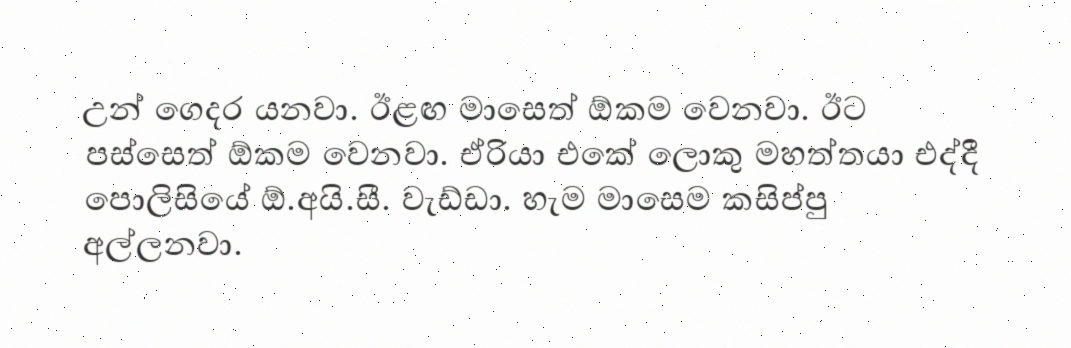 උන් ගෙදර යනවා. ඊළඟ මාසෙත් ඕකම වෙනවා. ඊට
පස්සෙත් ඕකම වෙනවා. ඒරියා එකේ ලොකු මහත්තයා එද්දී
පොලිසියේ ඕ.අයි.සී. වැඩ්ඩා. හැම මාසෙම කසිප්පු
අල්ලනවා.